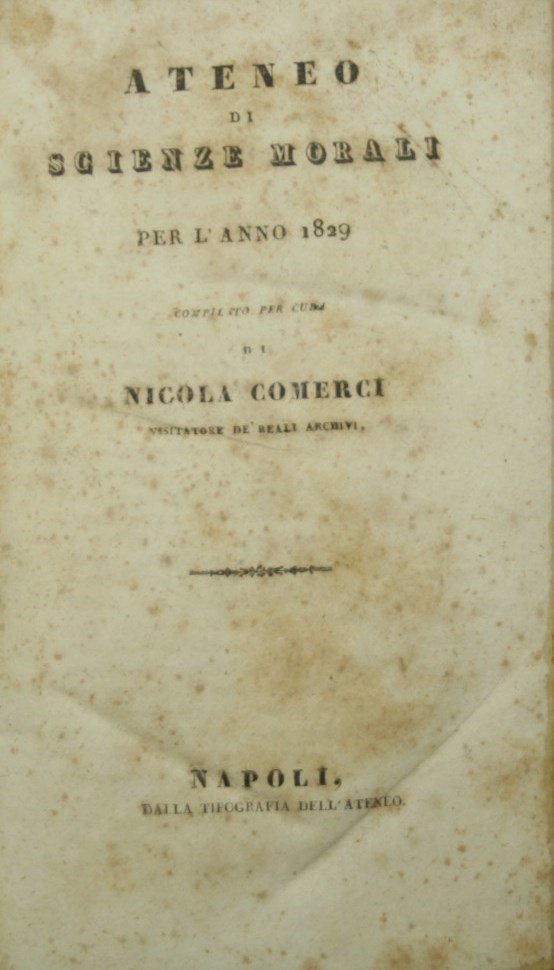 ATENEO
DI
SCIENZE MORALI
PER L'ANNO 1829
COMPILATO PER CURA
DI
NICOLA COMERCI
VISITATORE DE' REALI ARCHIVI,
NAPOLI,
DALLA TIPOGRAFIA DELL'ATENEO.